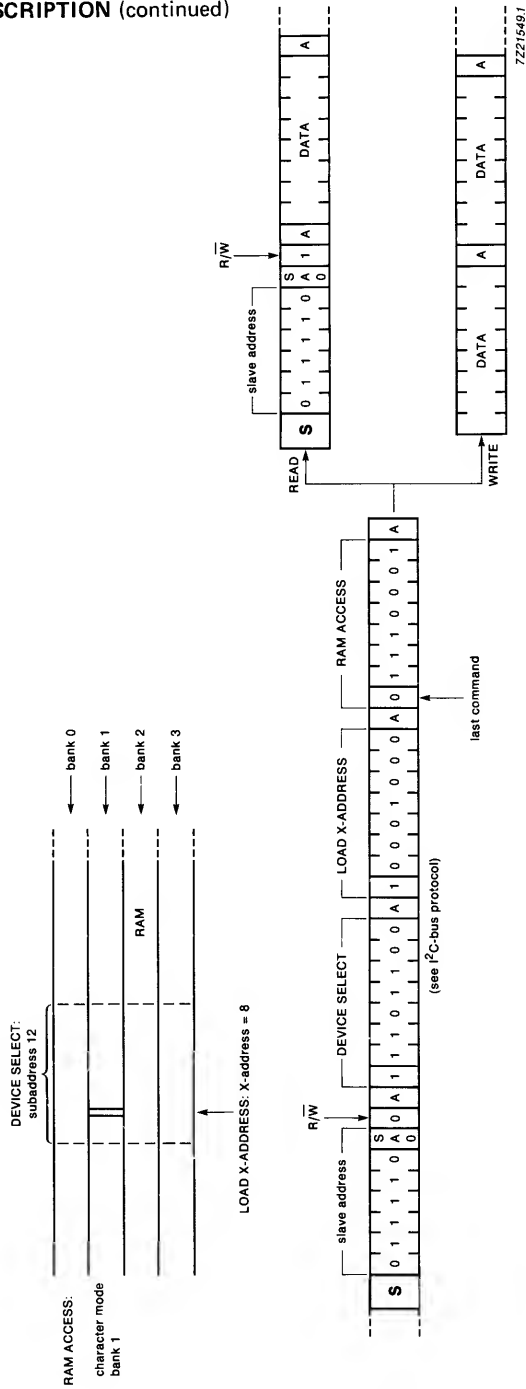 SCRIPTION (continued)
DEVICE SELECT:
subaddress 12
RAM ACCESS:
character mode
bank 1
RAM
bank 0
bank 1
bank 2
bank 3
LOAD X-ADDRESS: X-address = 8
slave address
R/W̅
DEVICE SELECT
LOAD X-ADDRESS
RAM ACCESS
S 0 1 1 1 1 0 SA0 0 A 1 1 1 0 1 1 0 0 A 1 0 0 0 1 0 0 0 A 0 1 1 1 0 0 0 1 A
last command
(see I²C-bus protocol)
READ
slave address
R/W̅
S 0 1 1 1 1 0 SA0 1 A DATA A
WRITE
DATA A DATA A
7Z21549.1